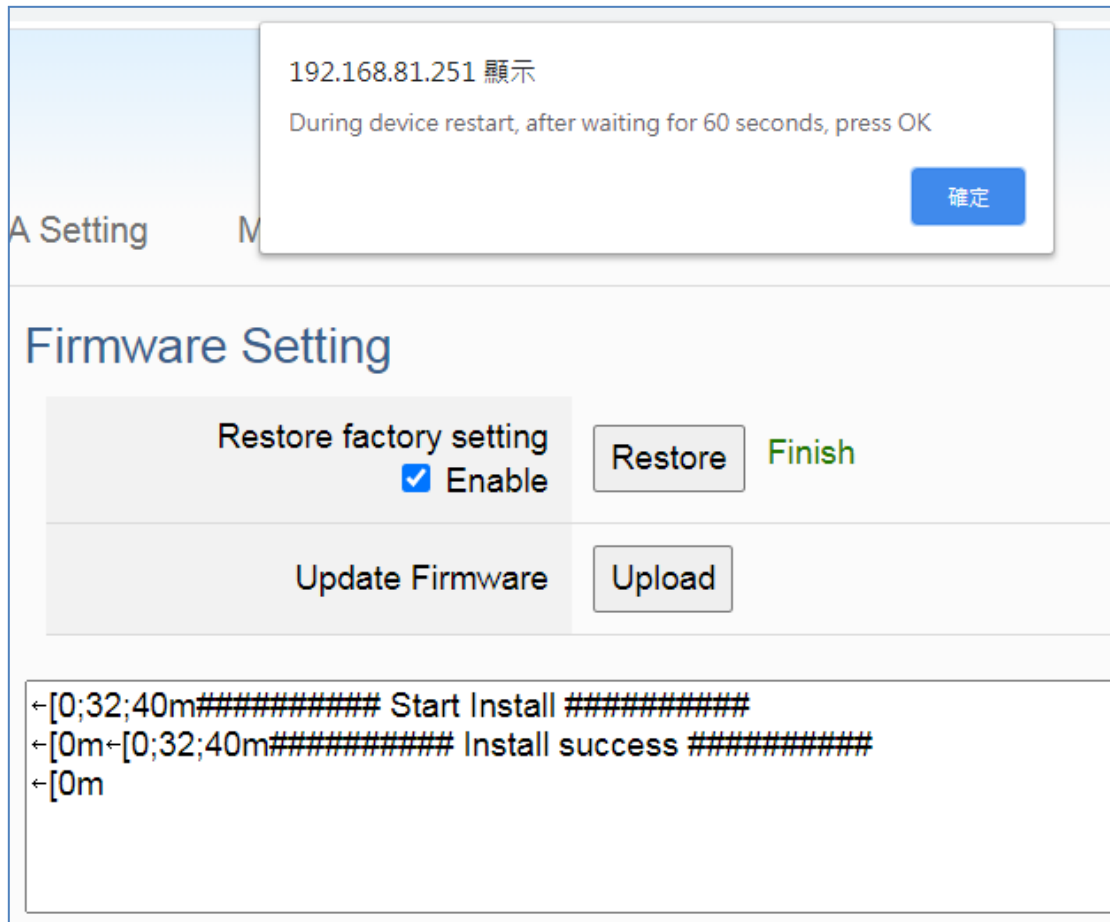 192.168.81.251 顯示
During device restart, after waiting for 60 seconds, press OK
確定
A Setting M
Firmware Setting
Restore factory setting
Enable
Restore Finish
Update Firmware Upload
←[0;32;40m########## Start Install ##########
←[0m←[0;32;40m########## Install success ##########
←[0m